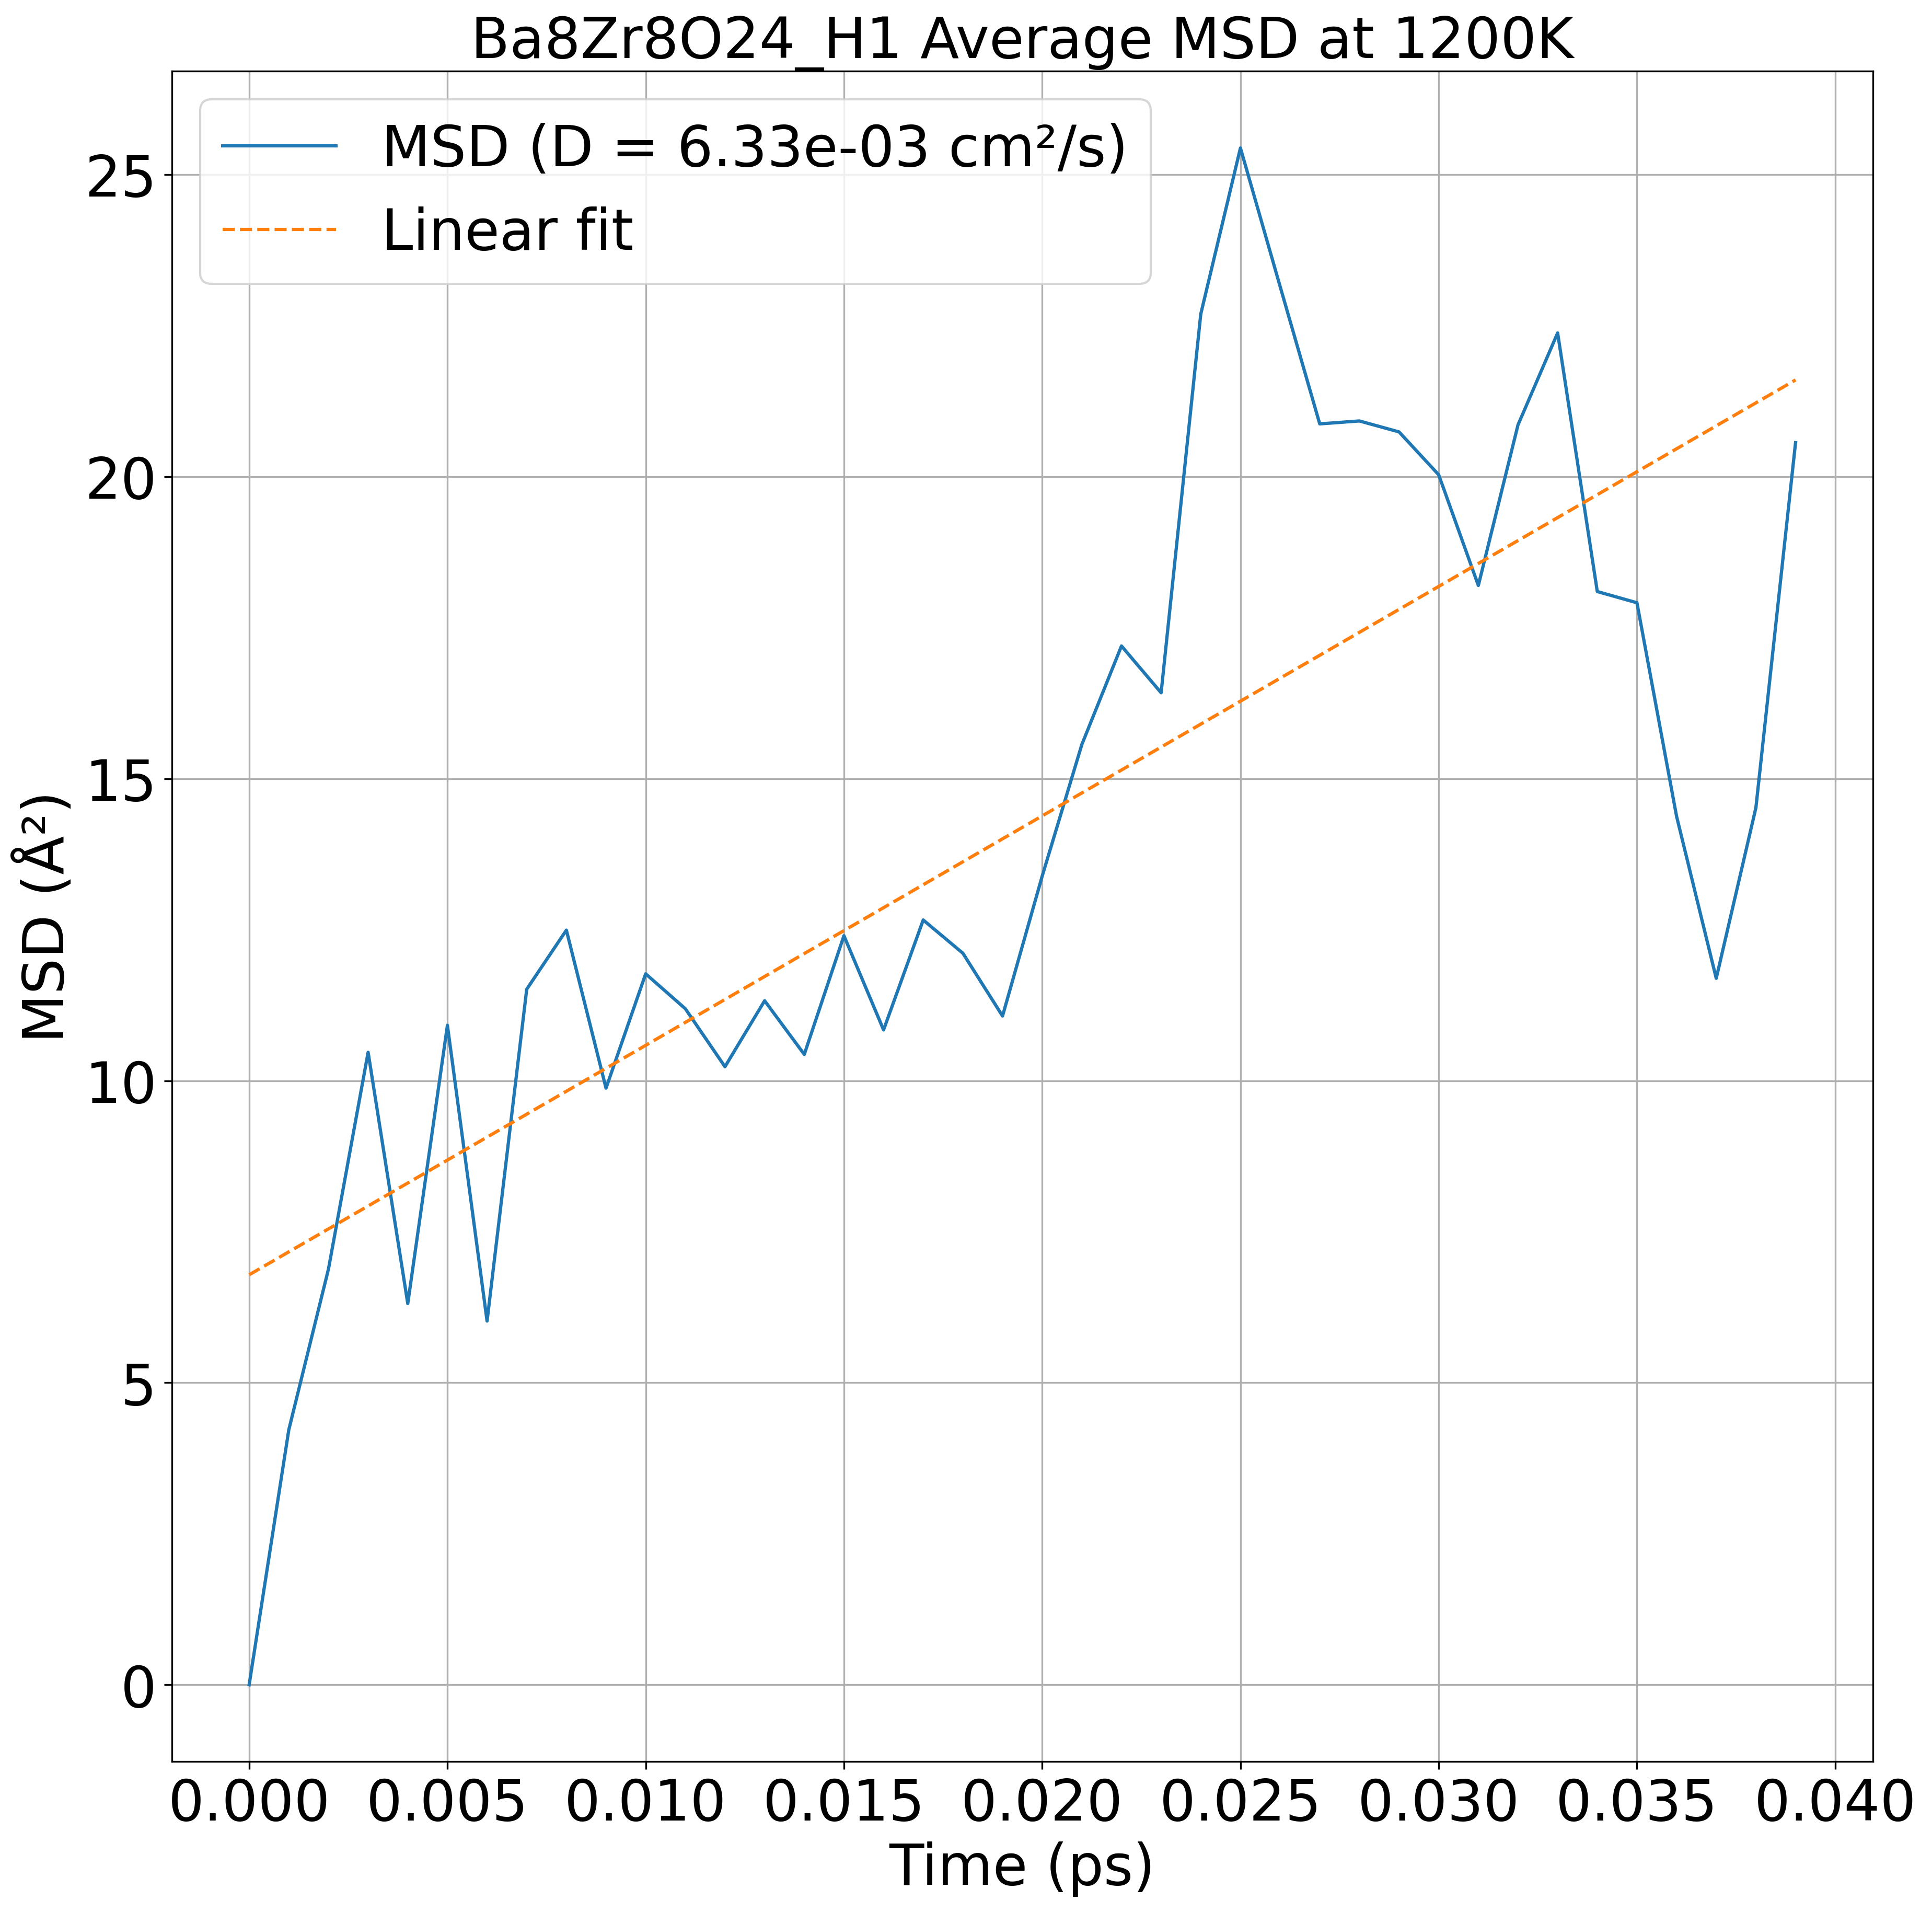 Ba8Zr8O24_H1 Average MSD at 1200K
MSD (D = 6.33e-03 cm²/s)
Linear fit
25
20
15
10
5
0
MSD (Å²)
0.000 0.005 0.010 0.015 0.020 0.025 0.030 0.035 0.040
Time (ps)